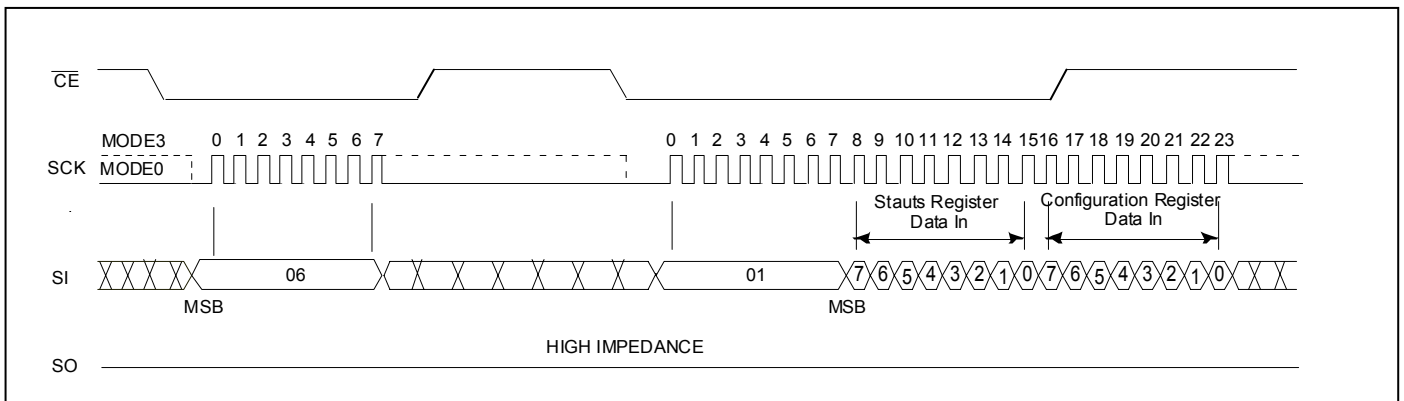 CE
MODE3
0 1 2 3 4 5 6 7
0 1 2 3 4 5 6 7 8 9 10 11 12 13 14 15 16 17 18 19 20 21 22 23
SCK
MODE0
Stauts Register
Data In
Configuration Register
Data In
SI
06
01
7 6 5 4 3 2 1 0 7 6 5 4 3 2 1 0
MSB
MSB
HIGH IMPEDANCE
SO